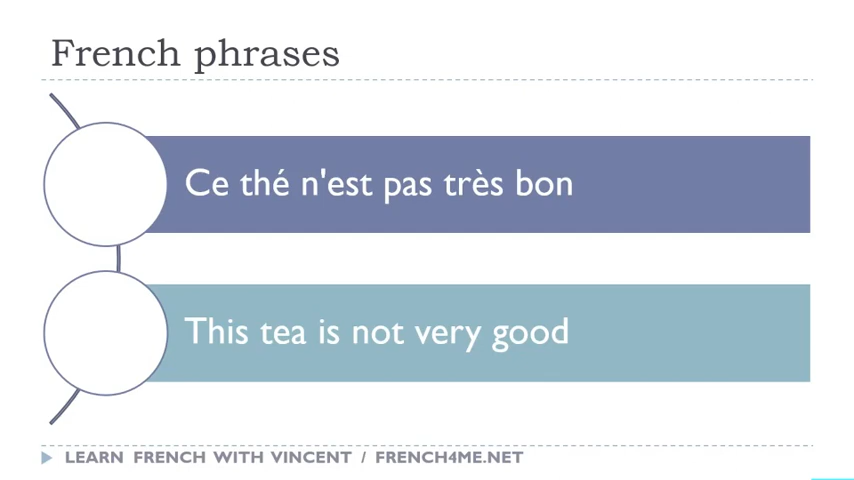 French phrases
Ce thé n'est pas très bon
This tea is not very good
LEARN FRENCH WITH VINCENT / FRENCH4ME.NET